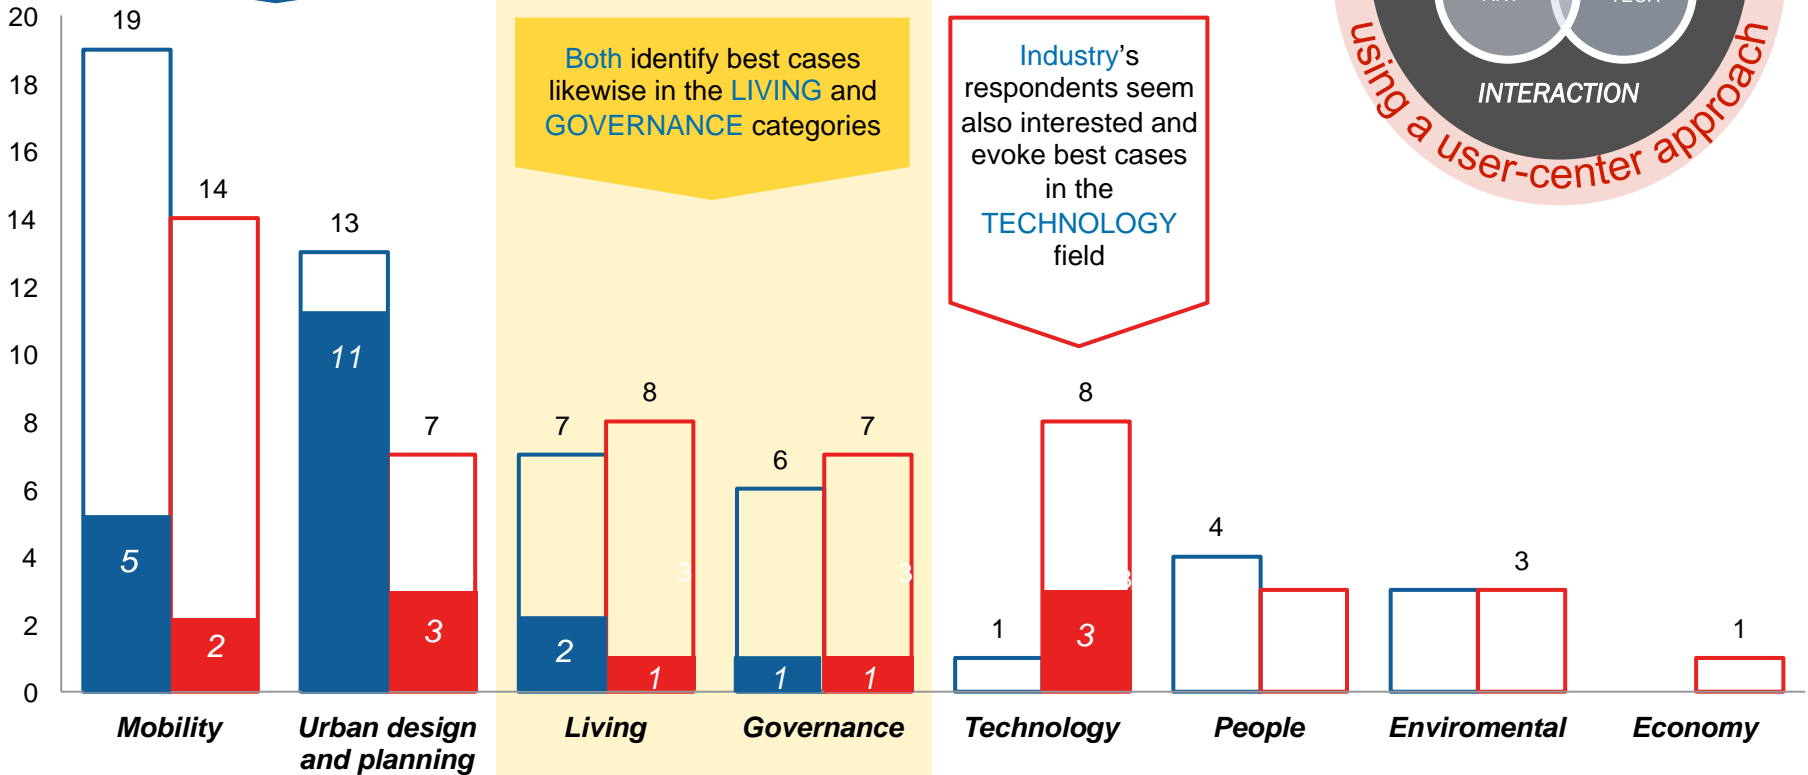 20
18
16
14
12
10
8
6
4
2
0
19
14
13
7
7
8
6
7
1
8
4
3
1
5
2
11
3
2
1
1
1
3
3
3
3
Both identify best cases
likewise in the LIVING and
GOVERNANCE categories
Industry's
respondents seem
also interested and
evoke best cases
in the
TECHNOLOGY
field
INTERACTION
using a user-center approach
Mobility
Urban design
and planning
Living
Governance
Technology
People
Enviromental
Economy